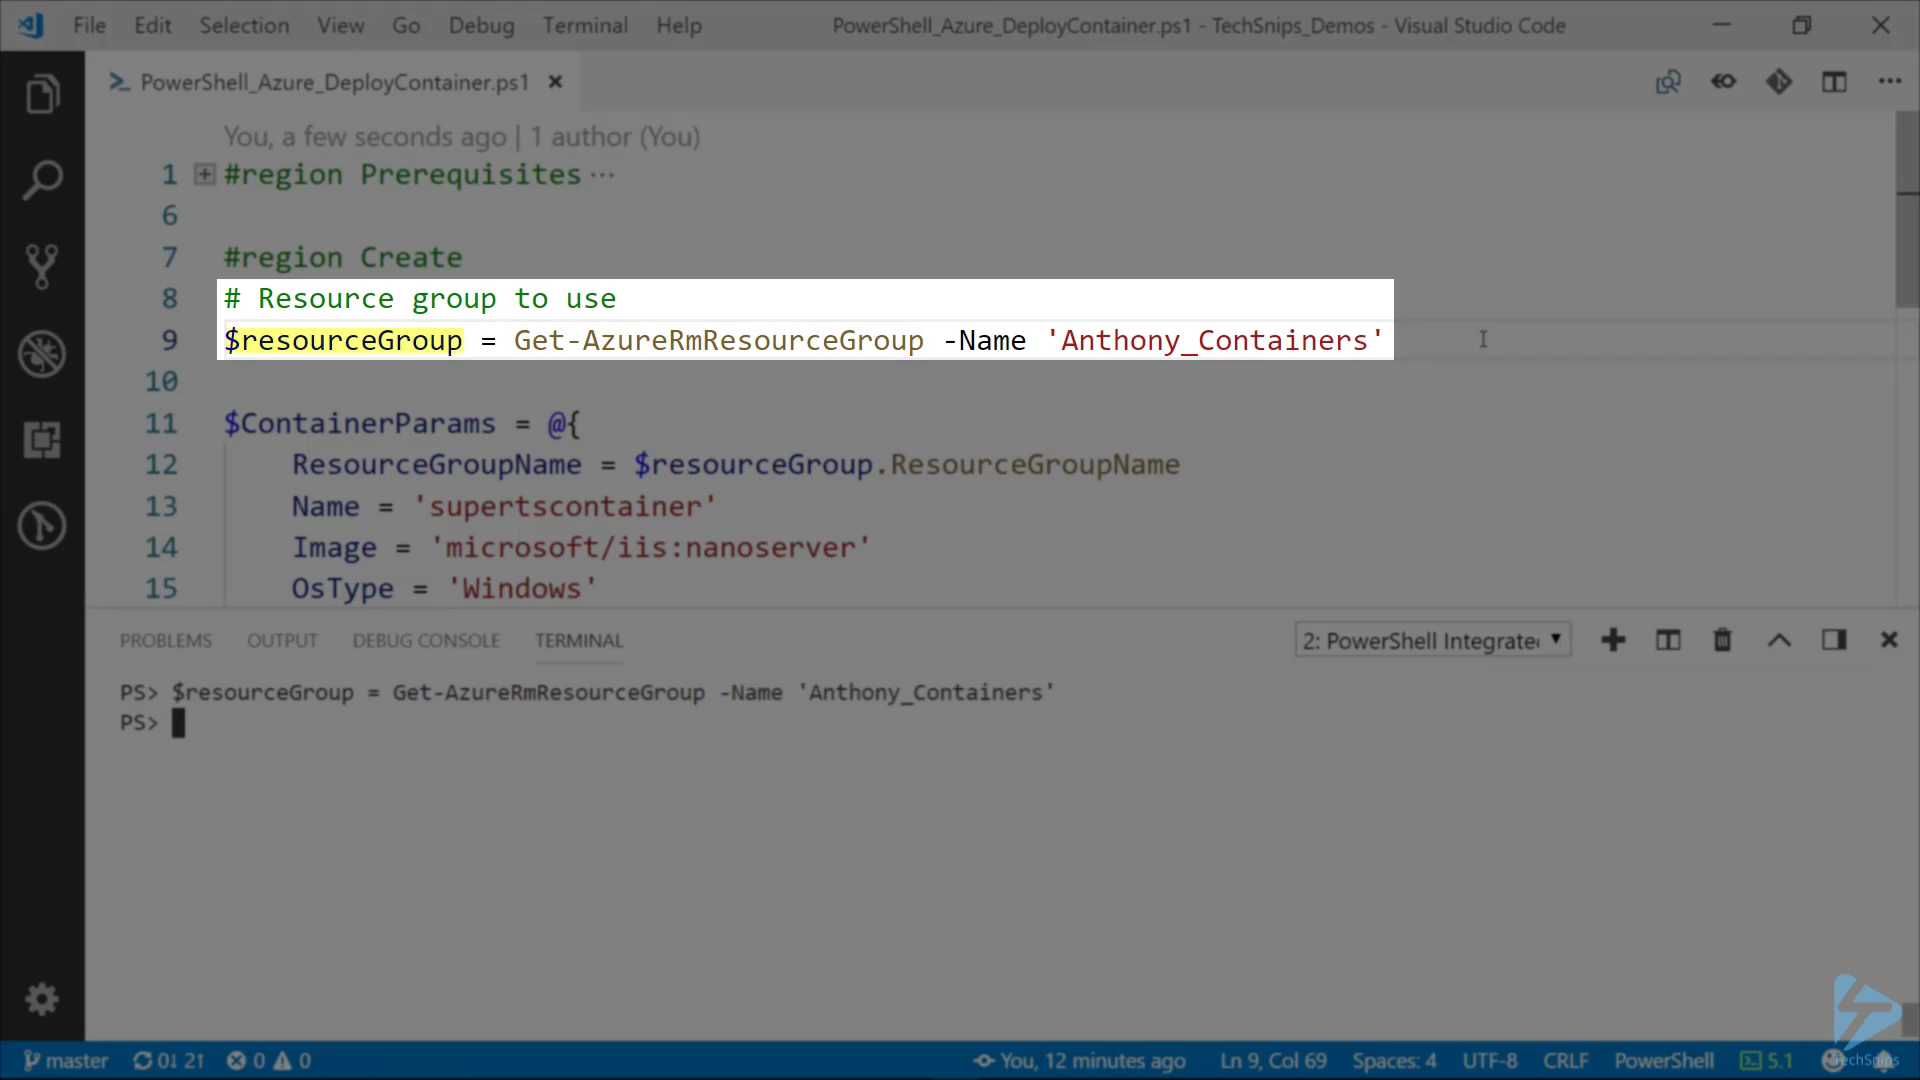 File Edit Selection View Go Debug Terminal Help PowerShell_Azure_DeployContainer.ps1 - TechSnips_Demos - Visual Studio Code
PowerShell_Azure_DeployContainer.ps1
You, a few seconds ago | 1 author (You)
1 #region Prerequisites ...
6
7 #region Create
8 # Resource group to use
9 $resourceGroup = Get-AzureRmResourceGroup -Name 'Anthony_Containers'
10
11 $ContainerParams = @{
12 ResourceGroupName = $resourceGroup.ResourceGroupName
13 Name = 'supertscontainer'
14 Image = 'microsoft/iis:nanoserver'
15 OsType = 'Windows'
PROBLEMS OUTPUT DEBUG CONSOLE TERMINAL 2: PowerShell Integrate
PS> $resourceGroup = Get-AzureRmResourceGroup -Name 'Anthony_Containers'
PS>
master 0↓ 2↑ 0 0 You, 12 minutes ago Ln 9, Col 69 Spaces: 4 UTF-8 CRLF PowerShell 5.1 TechSnips